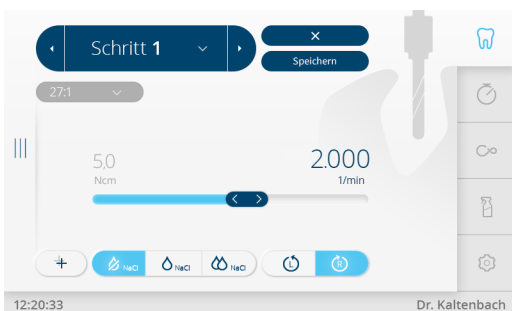 Schritt 1
Speichern
27:1
5,0
2.000
Ncm
1/min
NaCl
NaCl
NaCl
L
R
12:20:33
Dr. Kaltenbach